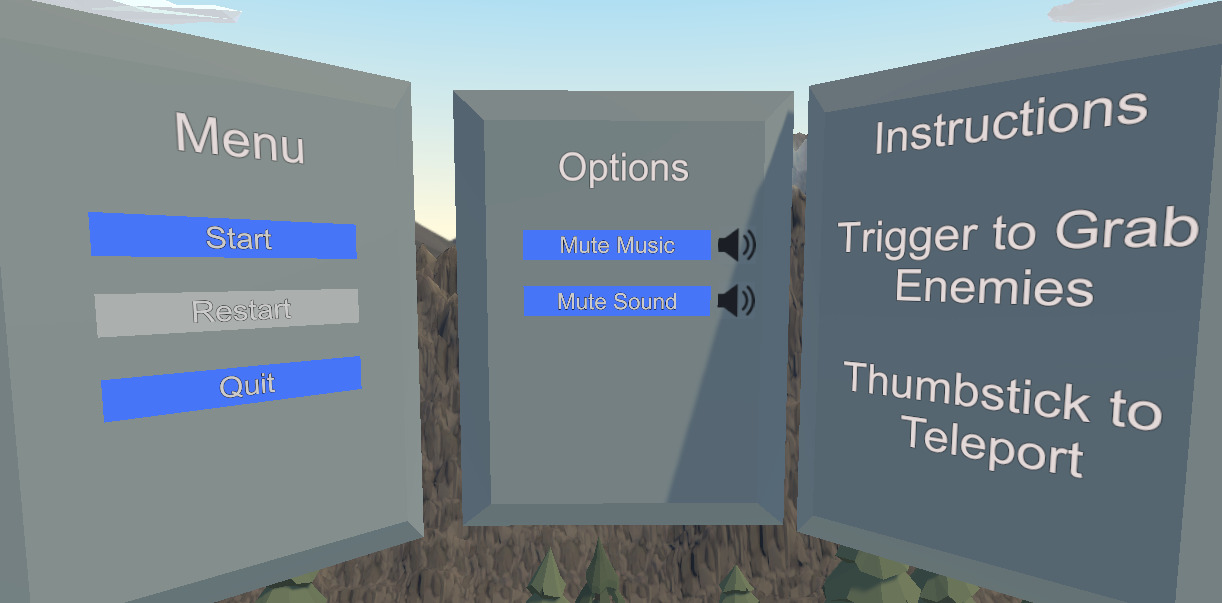 Menu
Start
Restart
Quit
Options
Mute Music
Mute Sound
Instructions
Trigger to Grab
Enemies
Thumbstick to
Teleport